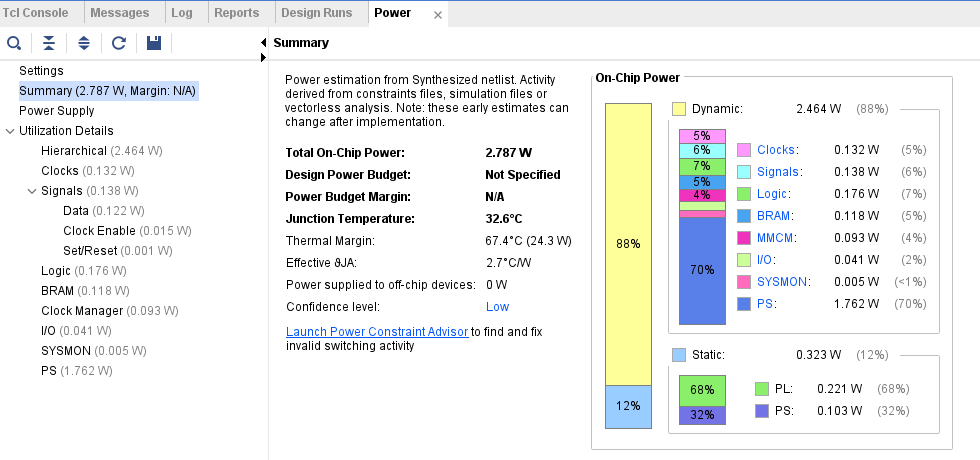 Tcl Console
Messages
Log
Reports
Design Runs
Power
Summary
Settings
Summary (2.787 W, Margin: N/A)
Power Supply
Utilization Details
Hierarchical (2.464 W)
Clocks (0.132 W)
Signals (0.138 W)
Data (0.122 W)
Clock Enable (0.015 W)
Set/Reset (0.001 W)
Logic (0.176 W)
BRAM (0.118 W)
Clock Manager (0.093 W)
I/O (0.041 W)
SYSMON (0.005 W)
PS (1.762 W)
Power estimation from Synthesized netlist. Activity
derived from constraints files, simulation files or
vectorless analysis. Note: these early estimates can
change after implementation.
Total On-Chip Power: 2.787 W
Design Power Budget: Not Specified
Power Budget Margin: N/A
Junction Temperature: 32.6°C
Thermal Margin: 67.4°C (24.3 W)
Effective ϑJA: 2.7°C/W
Power supplied to off-chip devices: 0 W
Confidence level: Low
Launch Power Constraint Advisor to find and fix
invalid switching activity
On-Chip Power
88%
12%
Dynamic: 2.464 W (88%)
5%
6%
7%
5%
4%
70%
Clocks: 0.132 W (5%)
Signals: 0.138 W (6%)
Logic: 0.176 W (7%)
BRAM: 0.118 W (5%)
MMCM: 0.093 W (4%)
I/O: 0.041 W (2%)
SYSMON: 0.005 W (<1%)
PS: 1.762 W (70%)
Static: 0.323 W (12%)
68%
32%
PL: 0.221 W (68%)
PS: 0.103 W (32%)